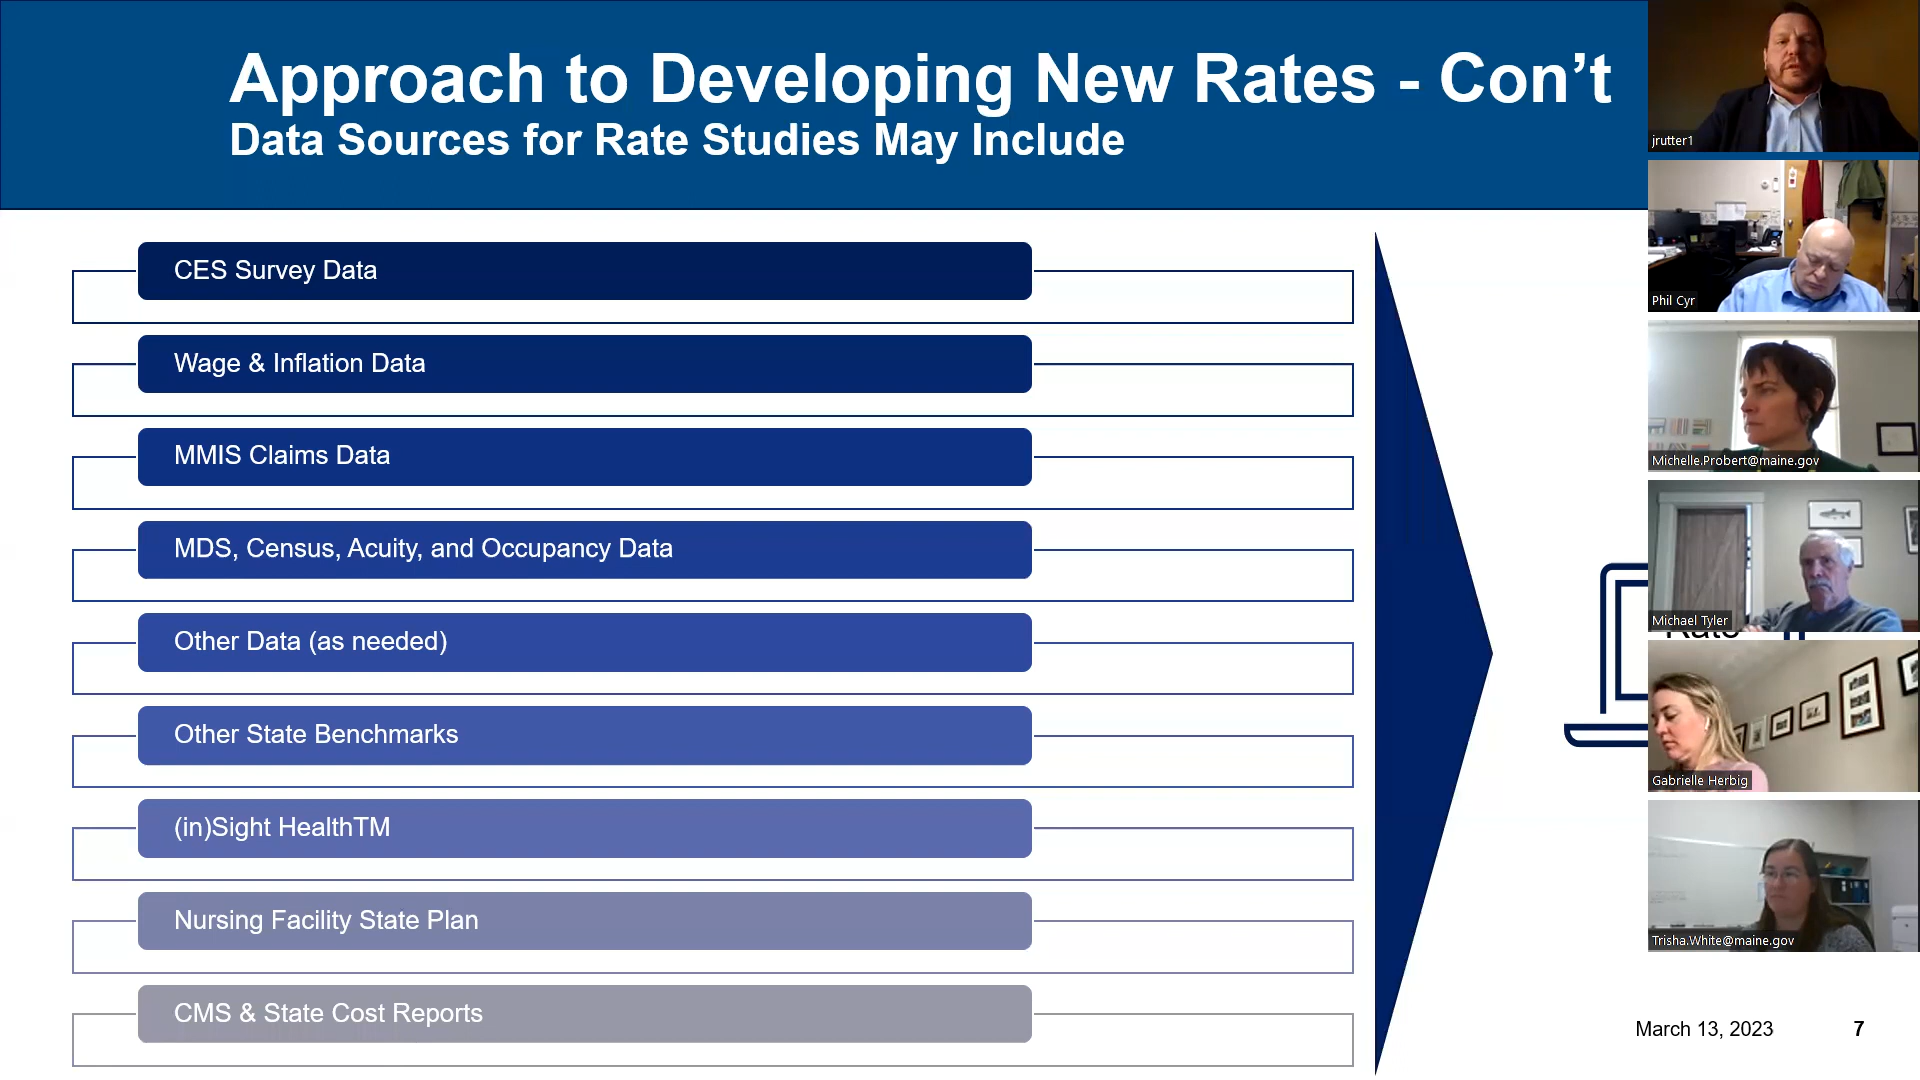 Approach to Developing New Rates - Con’t
Data Sources for Rate Studies May Include
CES Survey Data
Wage & Inflation Data
MMIS Claims Data
MDS, Census, Acuity, and Occupancy Data
Other Data (as needed)
Other State Benchmarks
(in)Sight HealthTM
Nursing Facility State Plan
CMS & State Cost Reports
jrutter1
Phil Cyr
Michelle.Probert@maine.gov
Michael Tyler
Rate
Gabrielle Herbig
Trisha.White@maine.gov
March 13, 2023
7